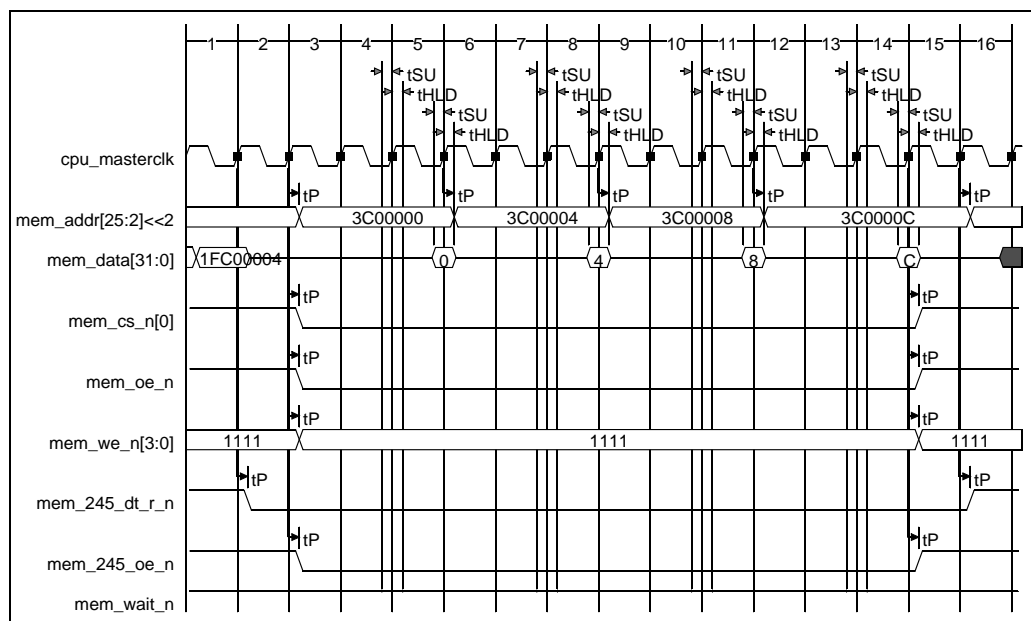 1 2 3 4 5 6 7 8 9 10 11 12 13 14 15 16
tSU tSU tSU tSU
tHLD tHLD tHLD tHLD
tSU tSU tSU tSU
tHLD tHLD tHLD tHLD
cpu_masterclk
tP tP tP tP tP
mem_addr[25:2]<<2 3C00000 3C00004 3C00008 3C0000C
mem_data[31:0] 1FC00004 0 4 8 C
tP tP
mem_cs_n[0]
tP tP
mem_oe_n
tP tP
mem_we_n[3:0] 1111 1111 1111
tP tP
mem_245_dt_r_n
tP tP
mem_245_oe_n
mem_wait_n